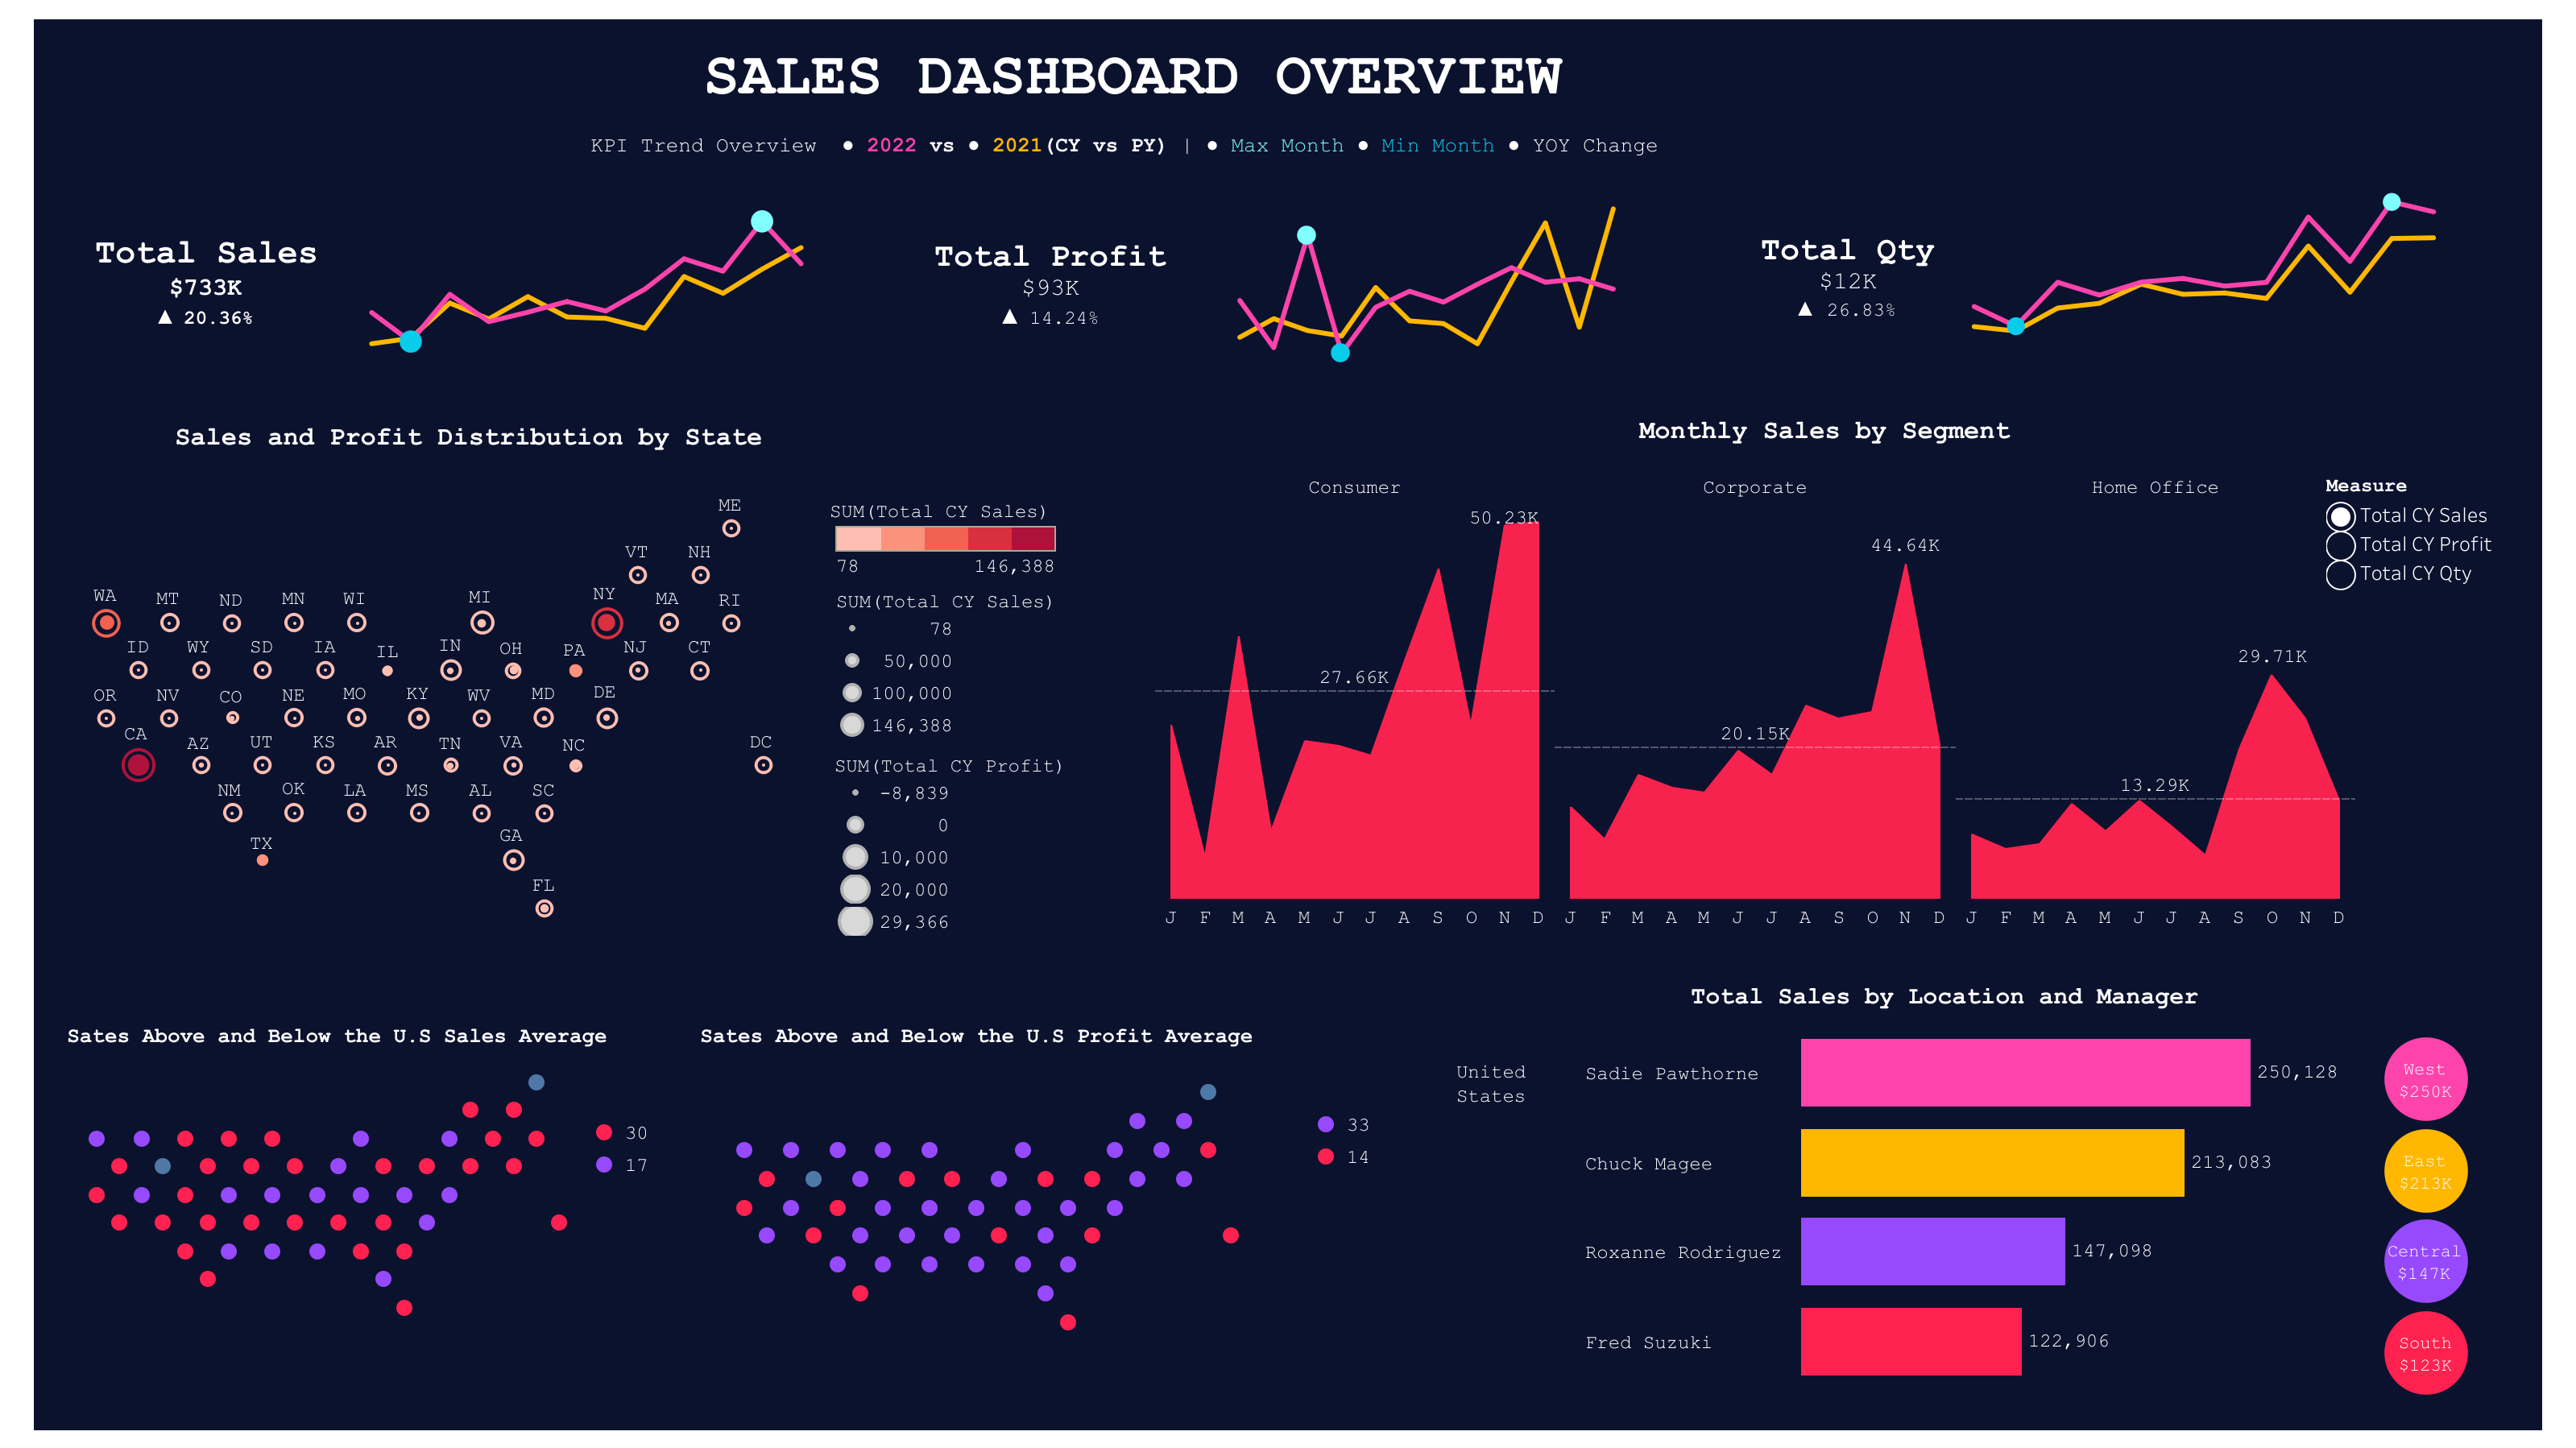 SALES DASHBOARD OVERVIEW
KPI Trend Overview ● 2022 vs ● 2021(CY vs PY) | ● Max Month ● Min Month ● YOY Change
Total Sales
$733K
▲ 20.36%
Total Profit
$93K
▲ 14.24%
Total Qty
$12K
▲ 26.83%
Sales and Profit Distribution by State
ME
VT NH
WA MT ND MN WI MI NY MA RI
ID WY SD IA IL IN OH PA NJ CT
OR NV CO NE MO KY WV MD DE
CA AZ UT KS AR TN VA NC DC
NM OK LA MS AL SC
TX GA
FL
SUM(Total CY Sales)
78 146,388
SUM(Total CY Sales)
78
50,000
100,000
146,388
SUM(Total CY Profit)
-8,839
0
10,000
20,000
29,366
Monthly Sales by Segment
Consumer
50.23K
27.66K
J F M A M J J A S O N D
Corporate
44.64K
20.15K
J F M A M J J A S O N D
Home Office
29.71K
13.29K
J F M A M J J A S O N D
Measure
Total CY Sales
Total CY Profit
Total CY Qty
Sates Above and Below the U.S Sales Average
30
17
Sates Above and Below the U.S Profit Average
33
14
Total Sales by Location and Manager
United
States
Sadie Pawthorne 250,128
Chuck Magee 213,083
Roxanne Rodriguez 147,098
Fred Suzuki 122,906
West
$250K
East
$213K
Central
$147K
South
$123K